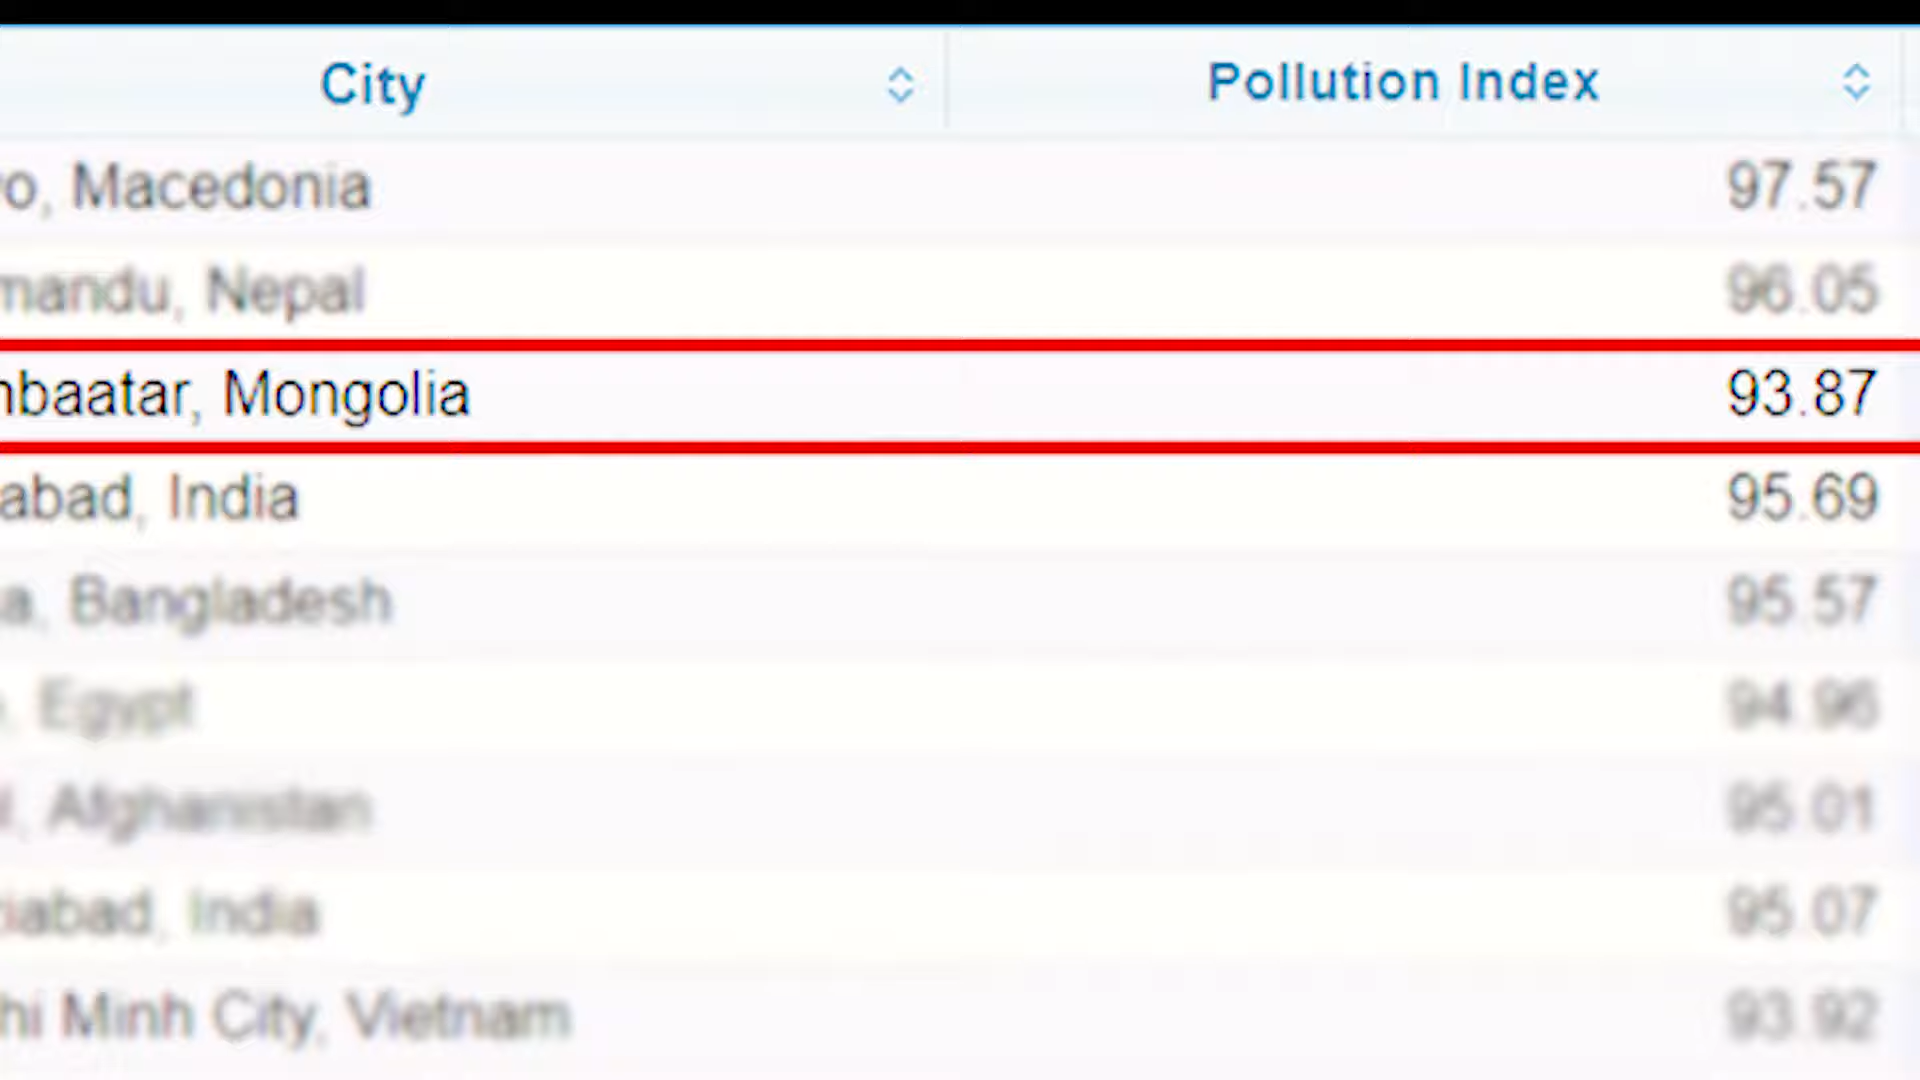 City Pollution Index
vo, Macedonia 97.57
mandu, Nepal 96.05
nbaatar, Mongolia 93.87
abad, India 95.69
a, Bangladesh 95.57
, Egypt 94.96
l, Afghanistan 95.01
iabad, India 95.07
hi Minh City, Vietnam 93.92